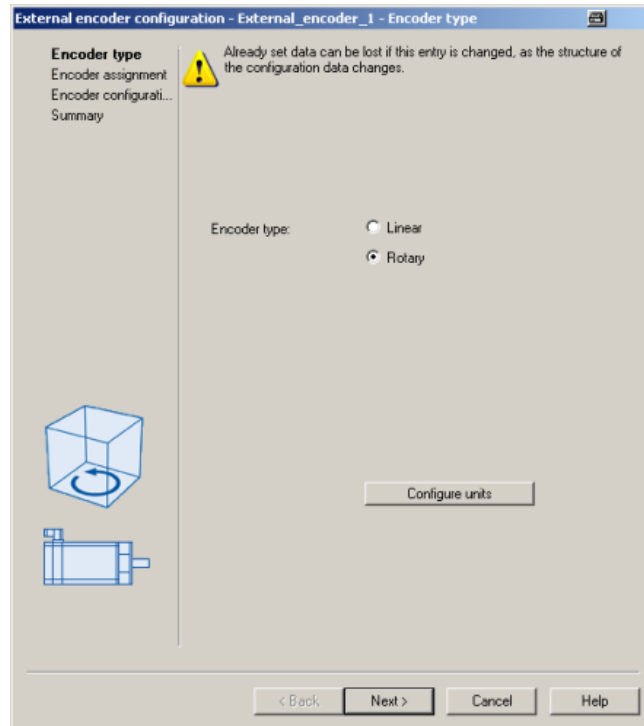 External encoder configuration - External_encoder_1 - Encoder type
Encoder type
Encoder assignment
Encoder configurati...
Summary
Already set data can be lost if this entry is changed, as the structure of
the configuration data changes.
Encoder type:
Linear
Rotary
Configure units
< Back
Next >
Cancel
Help